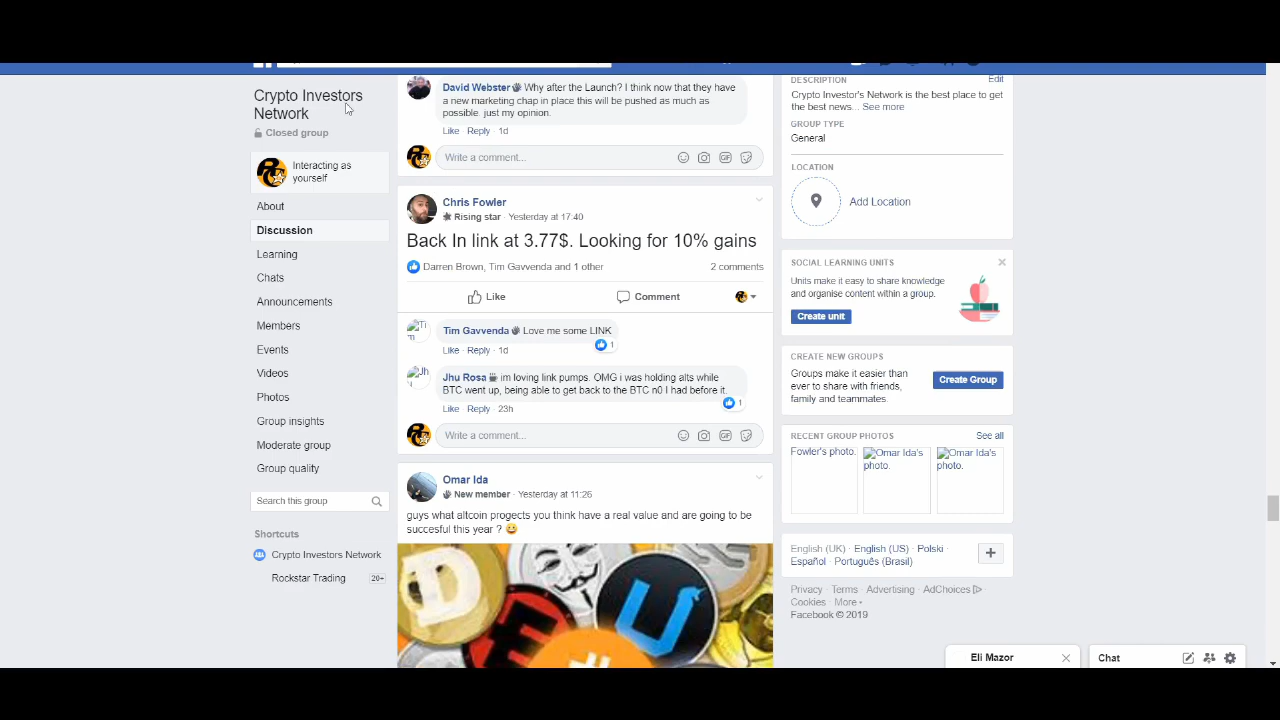 Crypto Investors
Network
Closed group
Interacting as
yourself
About
Discussion
Learning
Chats
Announcements
Members
Events
Videos
Photos
Group insights
Moderate group
Group quality
Search this group
Shortcuts
Crypto Investors Network
Rockstar Trading 20+
David Webster Why after the Launch? I think now that they have
a new marketing chap in place this will be pushed as much as
possible. just my opinion.
Like · Reply · 1d
Write a comment...
GIF
Chris Fowler
Rising star · Yesterday at 17:40
Back In link at 3.77$. Looking for 10% gains
Darren Brown, Tim Gavvenda and 1 other 2 comments
Like Comment
Tim Gavvenda Love me some LINK
1
Like · Reply · 1d
Jhu Rosa im loving link pumps. OMG i was holding alts while
BTC went up, being able to get back to the BTC n0 I had before it.
1
Like · Reply · 23h
Write a comment...
GIF
Omar Ida
New member · Yesterday at 11:26
guys what altcoin progects you think have a real value and are going to be
succesful this year ?
DESCRIPTION Edit
Crypto Investor's Network is the best place to get
the best news... See more
GROUP TYPE
General
LOCATION
Add Location
SOCIAL LEARNING UNITS
Units make it easy to share knowledge
and organise content within a group.
Create unit
CREATE NEW GROUPS
Groups make it easier than
ever to share with friends,
family and teammates.
Create Group
RECENT GROUP PHOTOS See all
Fowler's photo.
Omar Ida's
photo.
Omar Ida's
photo.
English (UK) · English (US) · Polski ·
Español · Português (Brasil)
Privacy · Terms · Advertising · AdChoices ·
Cookies · More
Facebook © 2019
Eli Mazor
Chat